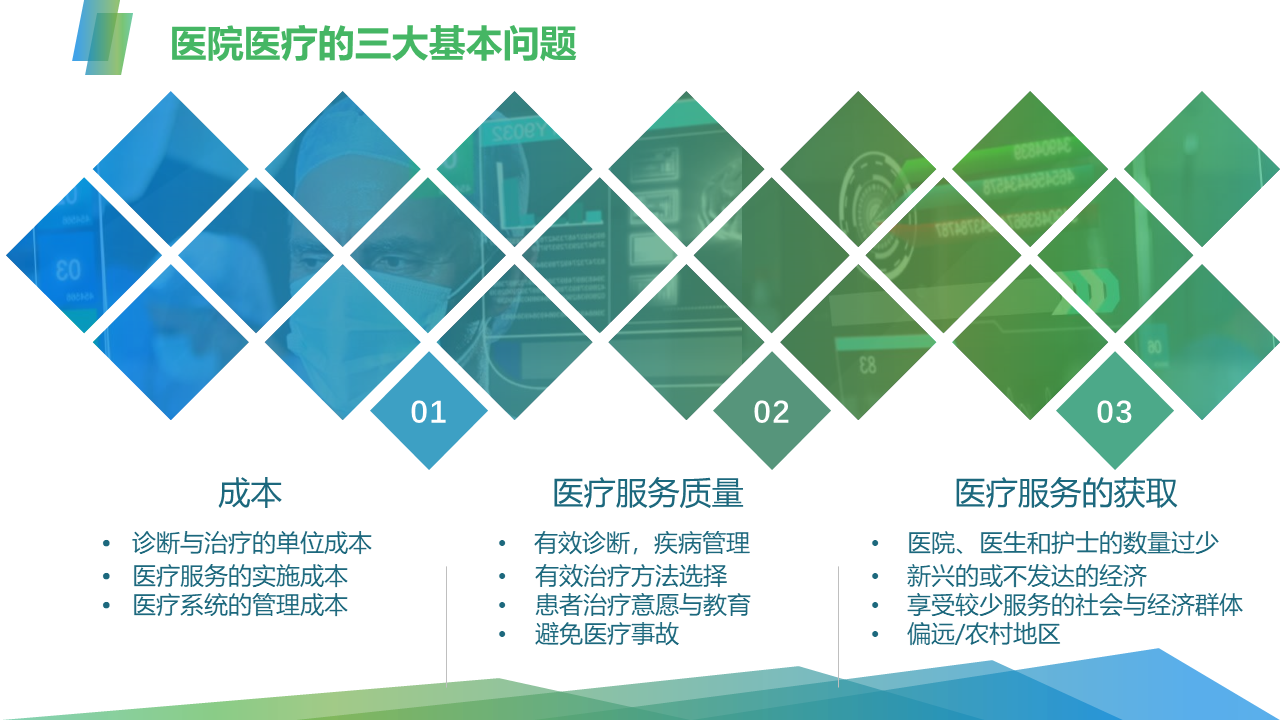 医院医疗的三大基本问题
Y9032
34904839
4654564434578
83
03
06
01
02
03
成本
诊断与治疗的单位成本
医疗服务的实施成本
医疗系统的管理成本
医疗服务质量
有效诊断，疾病管理
有效治疗方法选择
患者治疗意愿与教育
避免医疗事故
医疗服务的获取
医院、医生和护士的数量过少
新兴的或不发达的经济
享受较少服务的社会与经济群体
偏远/农村地区